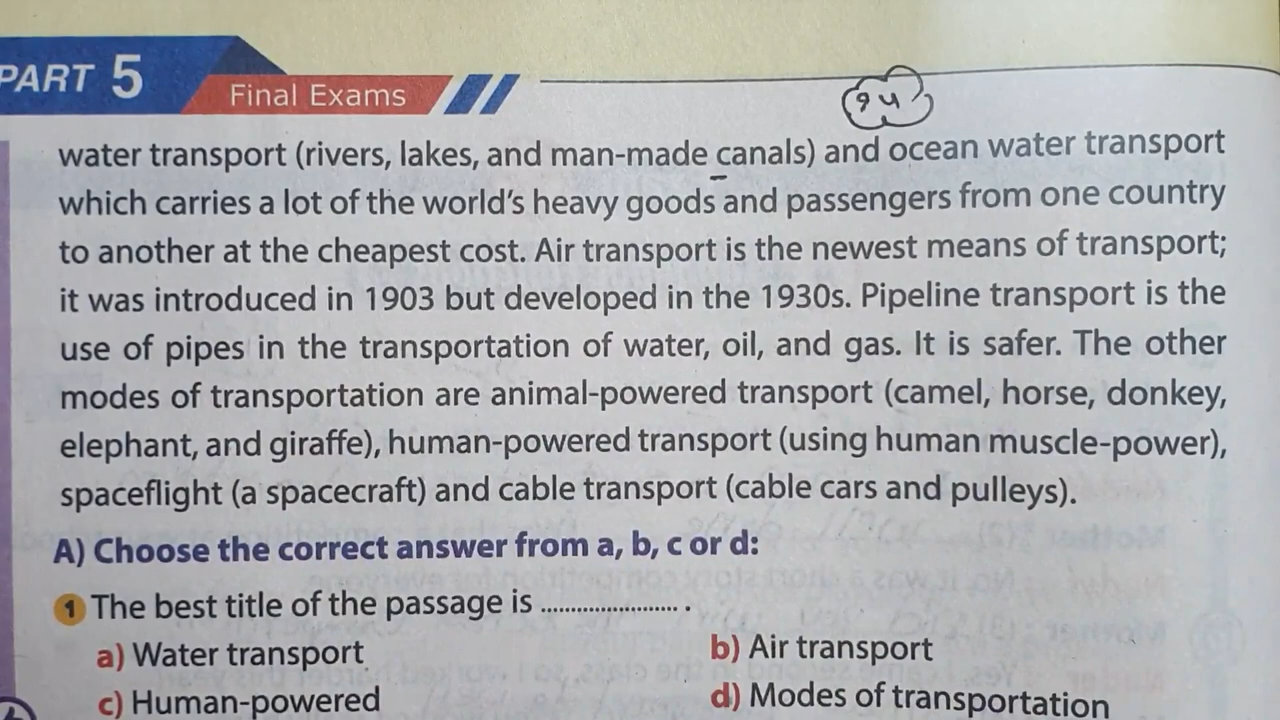 PART 5
Final Exams
94
water transport (rivers, lakes, and man-made canals) and ocean water transport
which carries a lot of the world's heavy goods and passengers from one country
to another at the cheapest cost. Air transport is the newest means of transport;
it was introduced in 1903 but developed in the 1930s. Pipeline transport is the
use of pipes in the transportation of water, oil, and gas. It is safer. The other
modes of transportation are animal-powered transport (camel, horse, donkey,
elephant, and giraffe), human-powered transport (using human muscle-power),
spaceflight (a spacecraft) and cable transport (cable cars and pulleys).
A) Choose the correct answer from a, b, c or d:
1 The best title of the passage is ........................ .
a) Water transport b) Air transport
c) Human-powered d) Modes of transportation